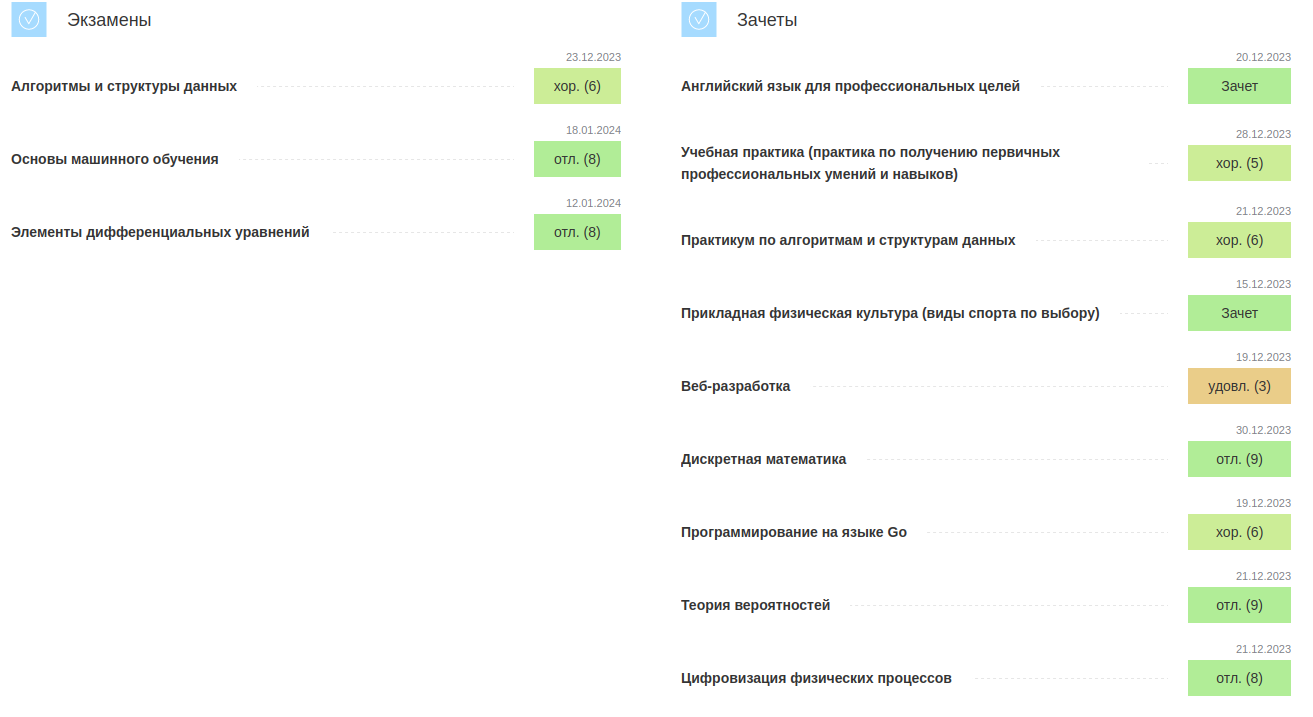 Экзамены
23.12.2023
Алгоритмы и структуры данных хор. (6)
18.01.2024
Основы машинного обучения отл. (8)
12.01.2024
Элементы дифференциальных уравнений отл. (8)
Зачеты
20.12.2023
Английский язык для профессиональных целей Зачет
28.12.2023
Учебная практика (практика по получению первичных
профессиональных умений и навыков) хор. (5)
21.12.2023
Практикум по алгоритмам и структурам данных хор. (6)
15.12.2023
Прикладная физическая культура (виды спорта по выбору) Зачет
19.12.2023
Веб-разработка удовл. (3)
30.12.2023
Дискретная математика отл. (9)
19.12.2023
Программирование на языке Go хор. (6)
21.12.2023
Теория вероятностей отл. (9)
21.12.2023
Цифровизация физических процессов отл. (8)